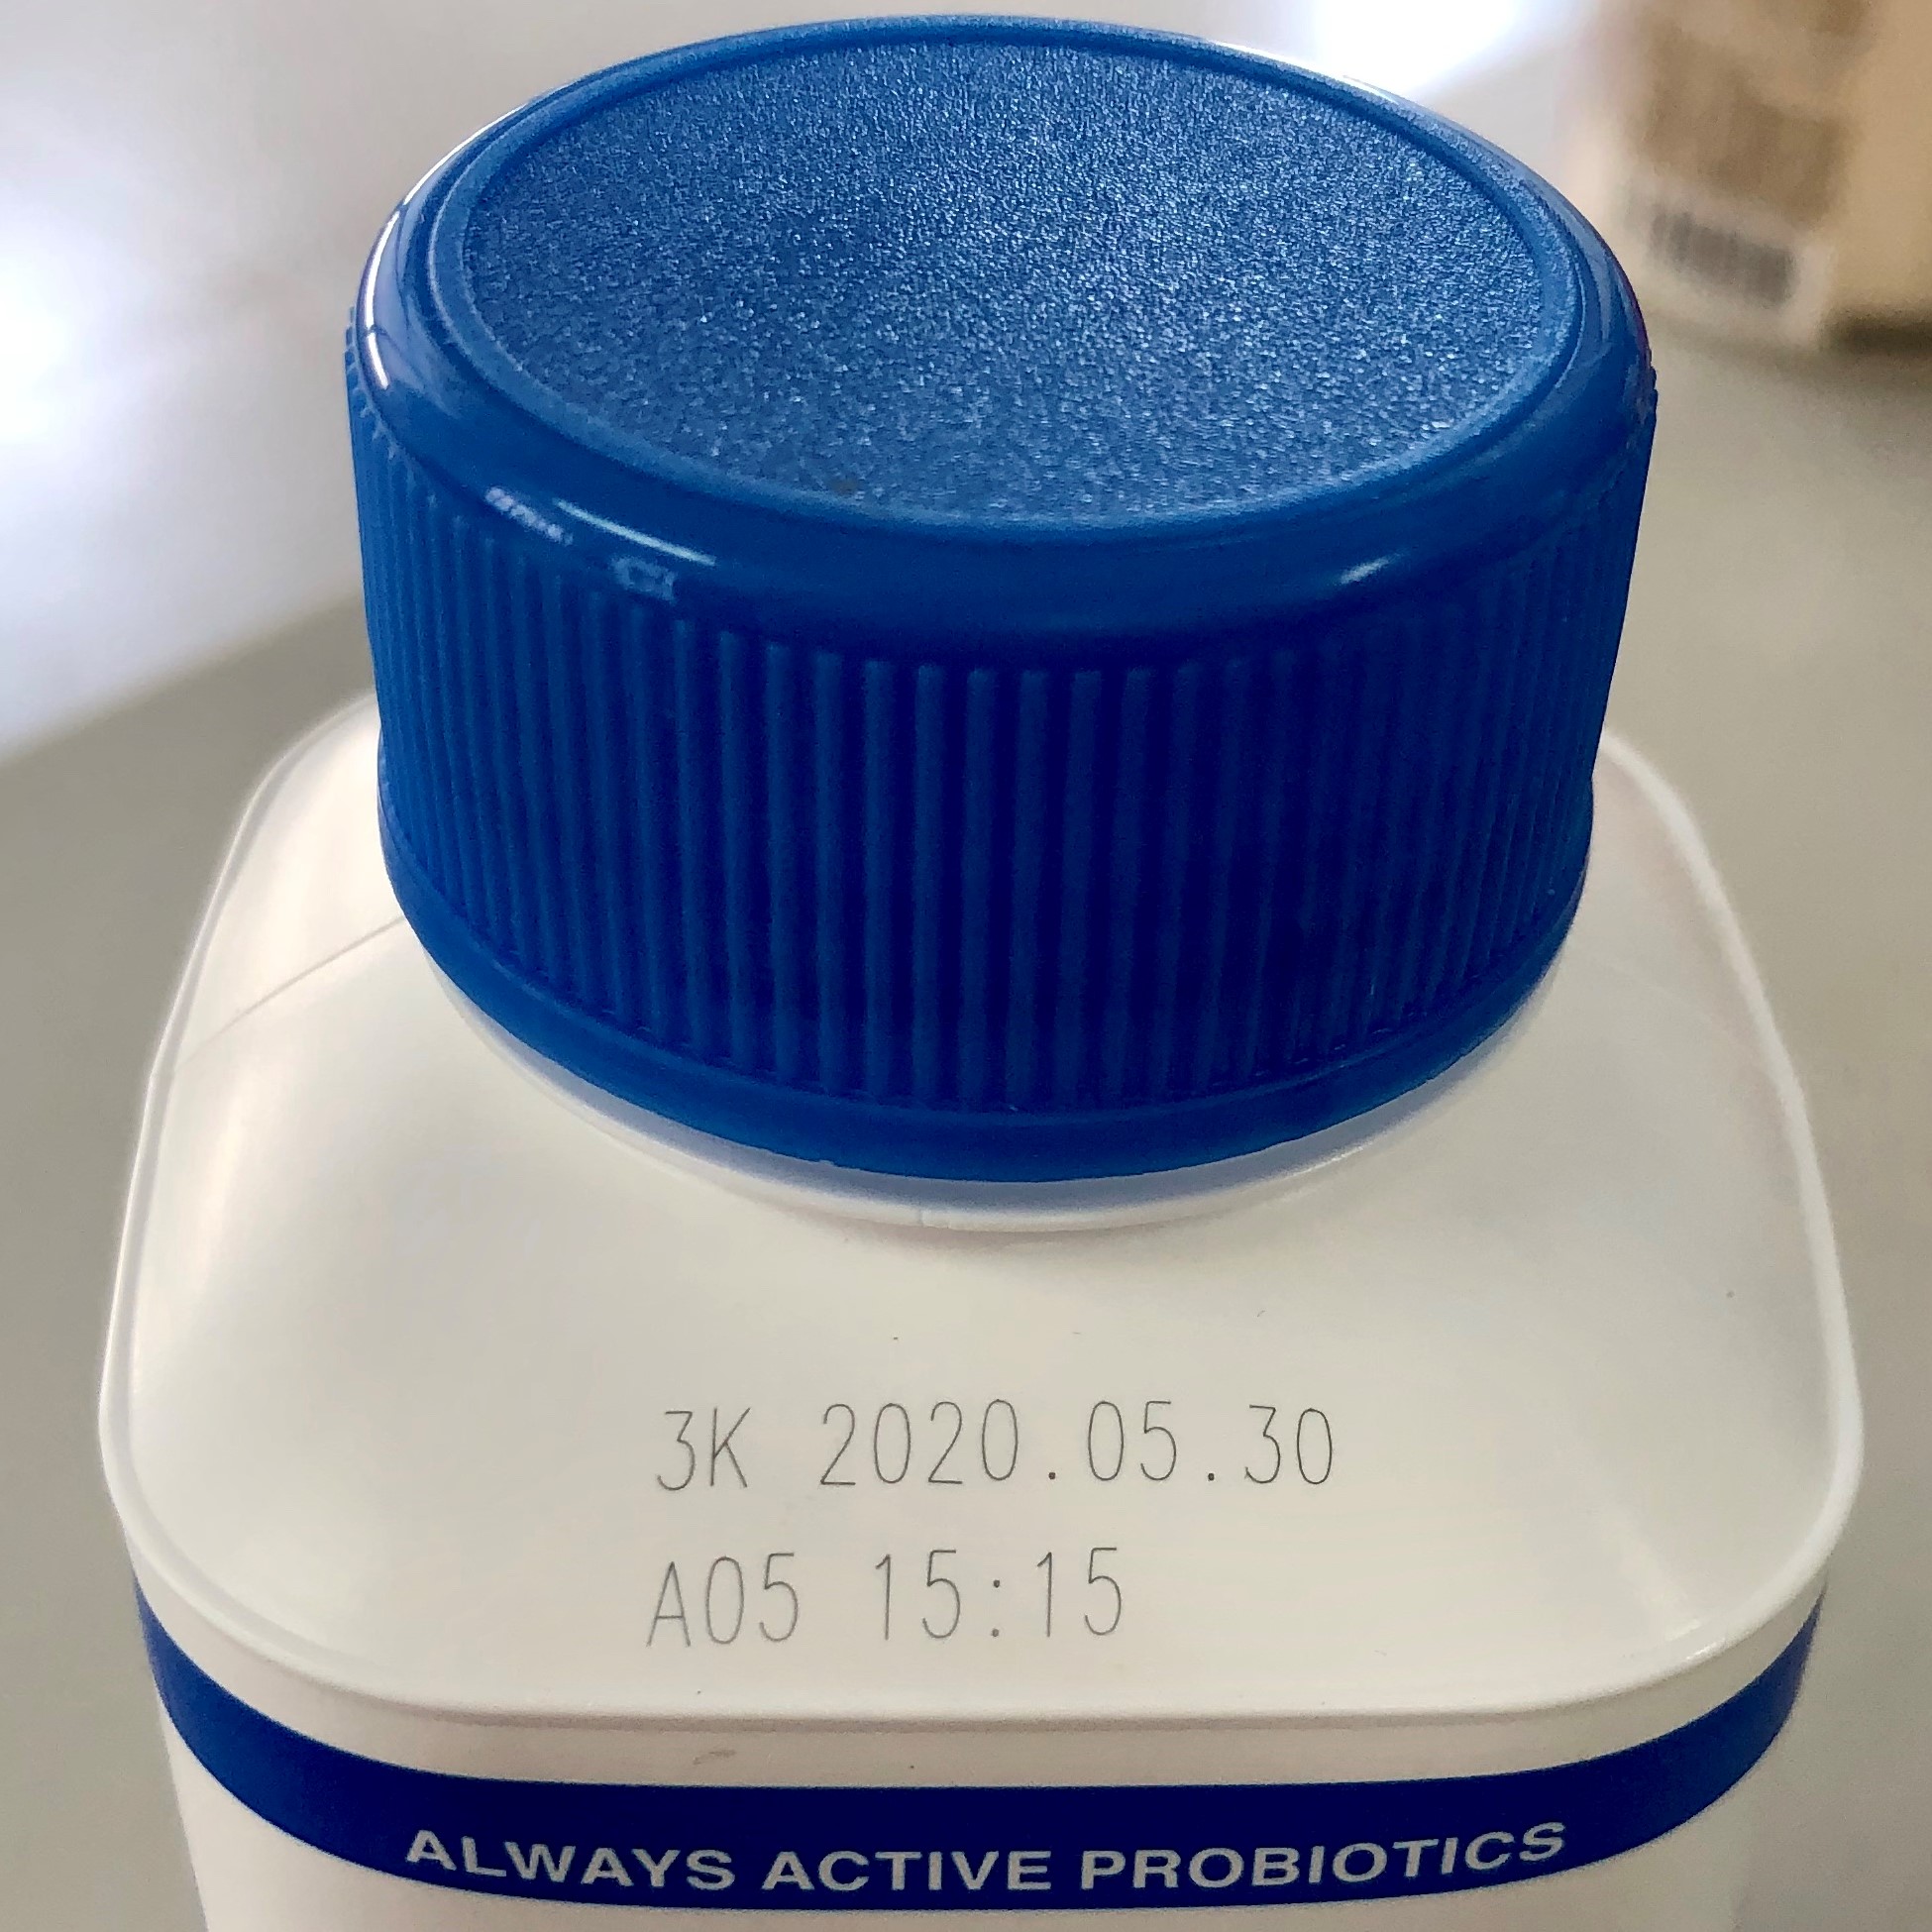 3K 2020.05.30
A05 15:15
ALWAYS ACTIVE PROBIOTICS